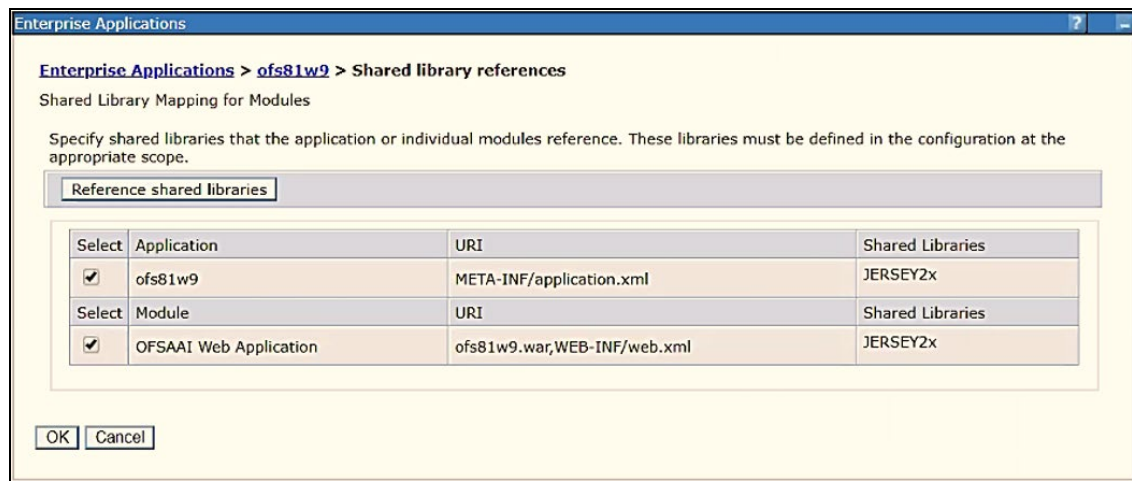 Enterprise Applications ?
Enterprise Applications > ofs81w9 > Shared library references
Shared Library Mapping for Modules
Specify shared libraries that the application or individual modules reference. These libraries must be defined in the configuration at the
appropriate scope.
Reference shared libraries
Select Application URI Shared Libraries
ofs81w9 META-INF/application.xml JERSEY2x
Select Module URI Shared Libraries
OFSAAI Web Application ofs81w9.war,WEB-INF/web.xml JERSEY2x
OK Cancel